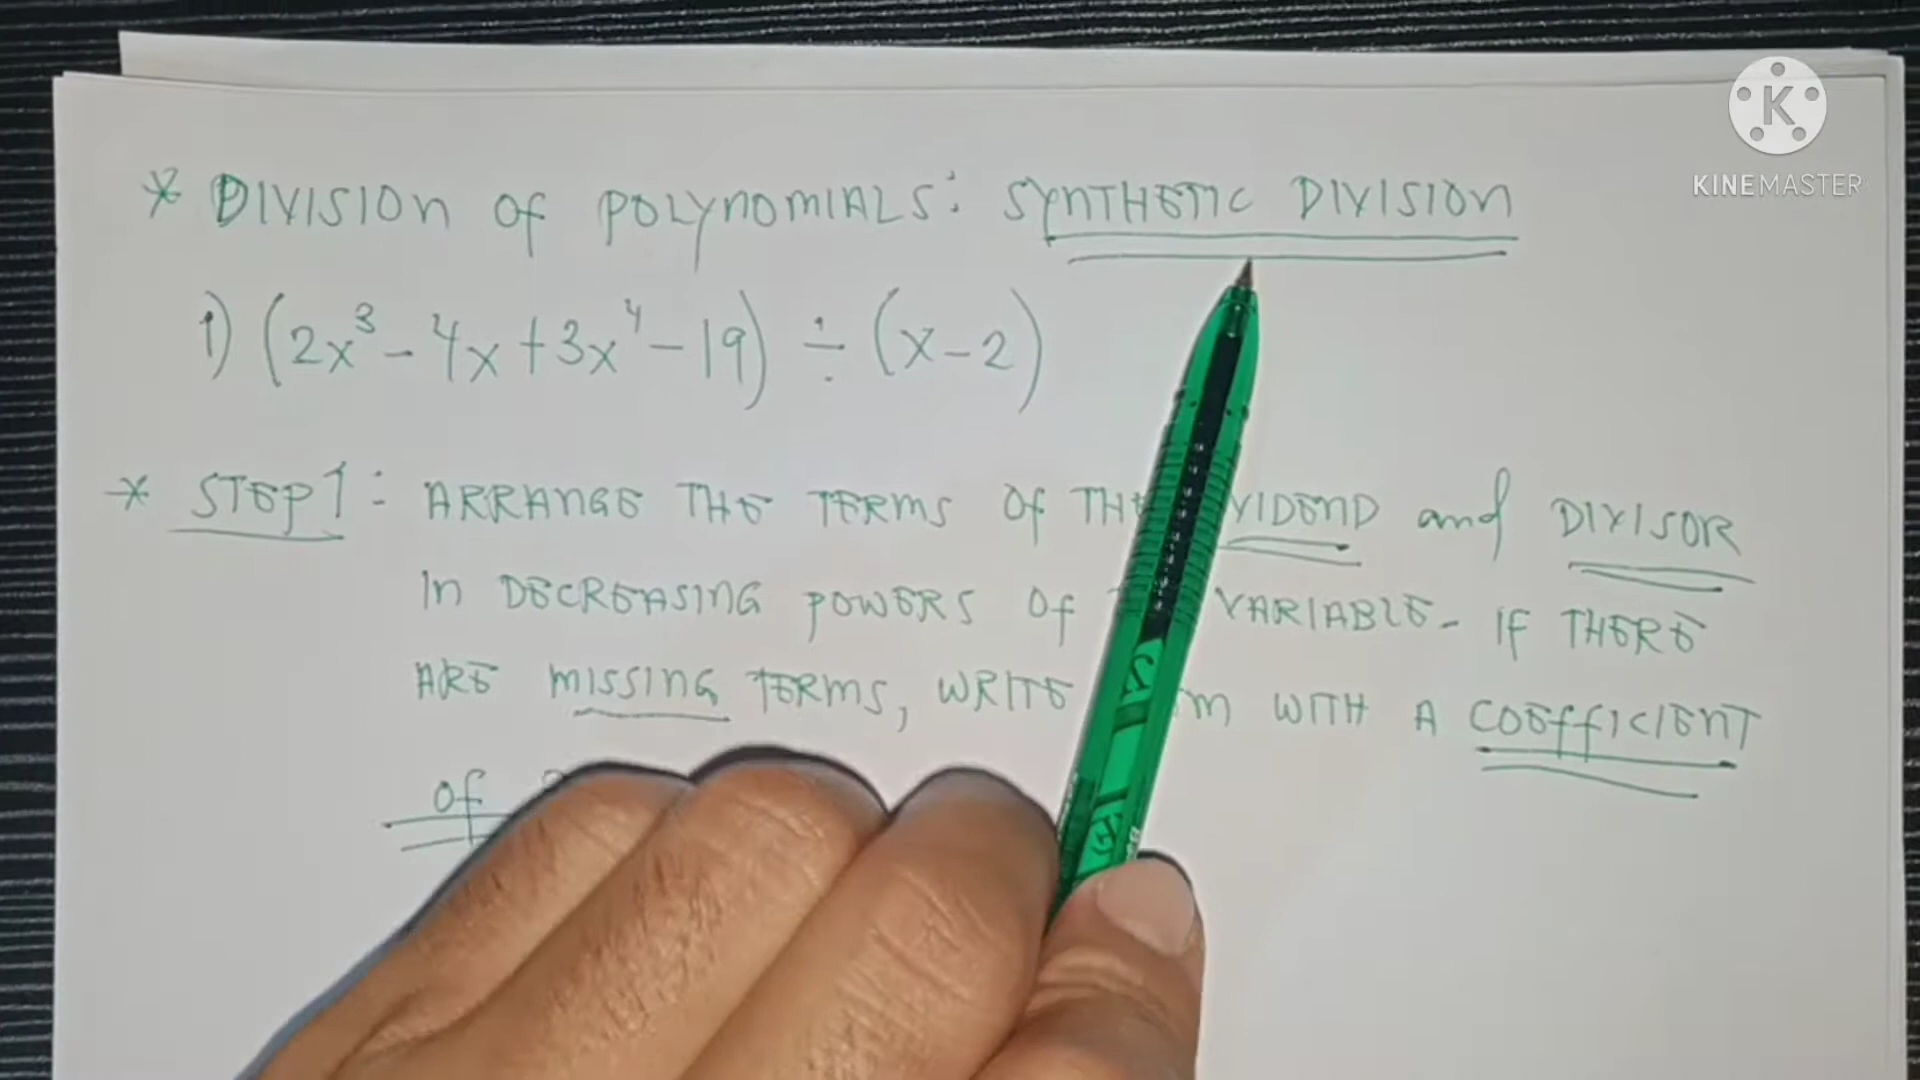 KINEMASTER
* DIVISION OF POLYNOMIALS: SYNTHETIC DIVISION
1) (2x³ - 4x + 3x⁴ - 19) ÷ (x - 2)
* STEP 1: ARRANGE THE TERMS OF THE VIDEND and DIVISOR
IN DECREASING POWERS OF VARIABLE. IF THERE
ARE MISSING TERMS, WRITE WITH A COEFFICIENT
OF